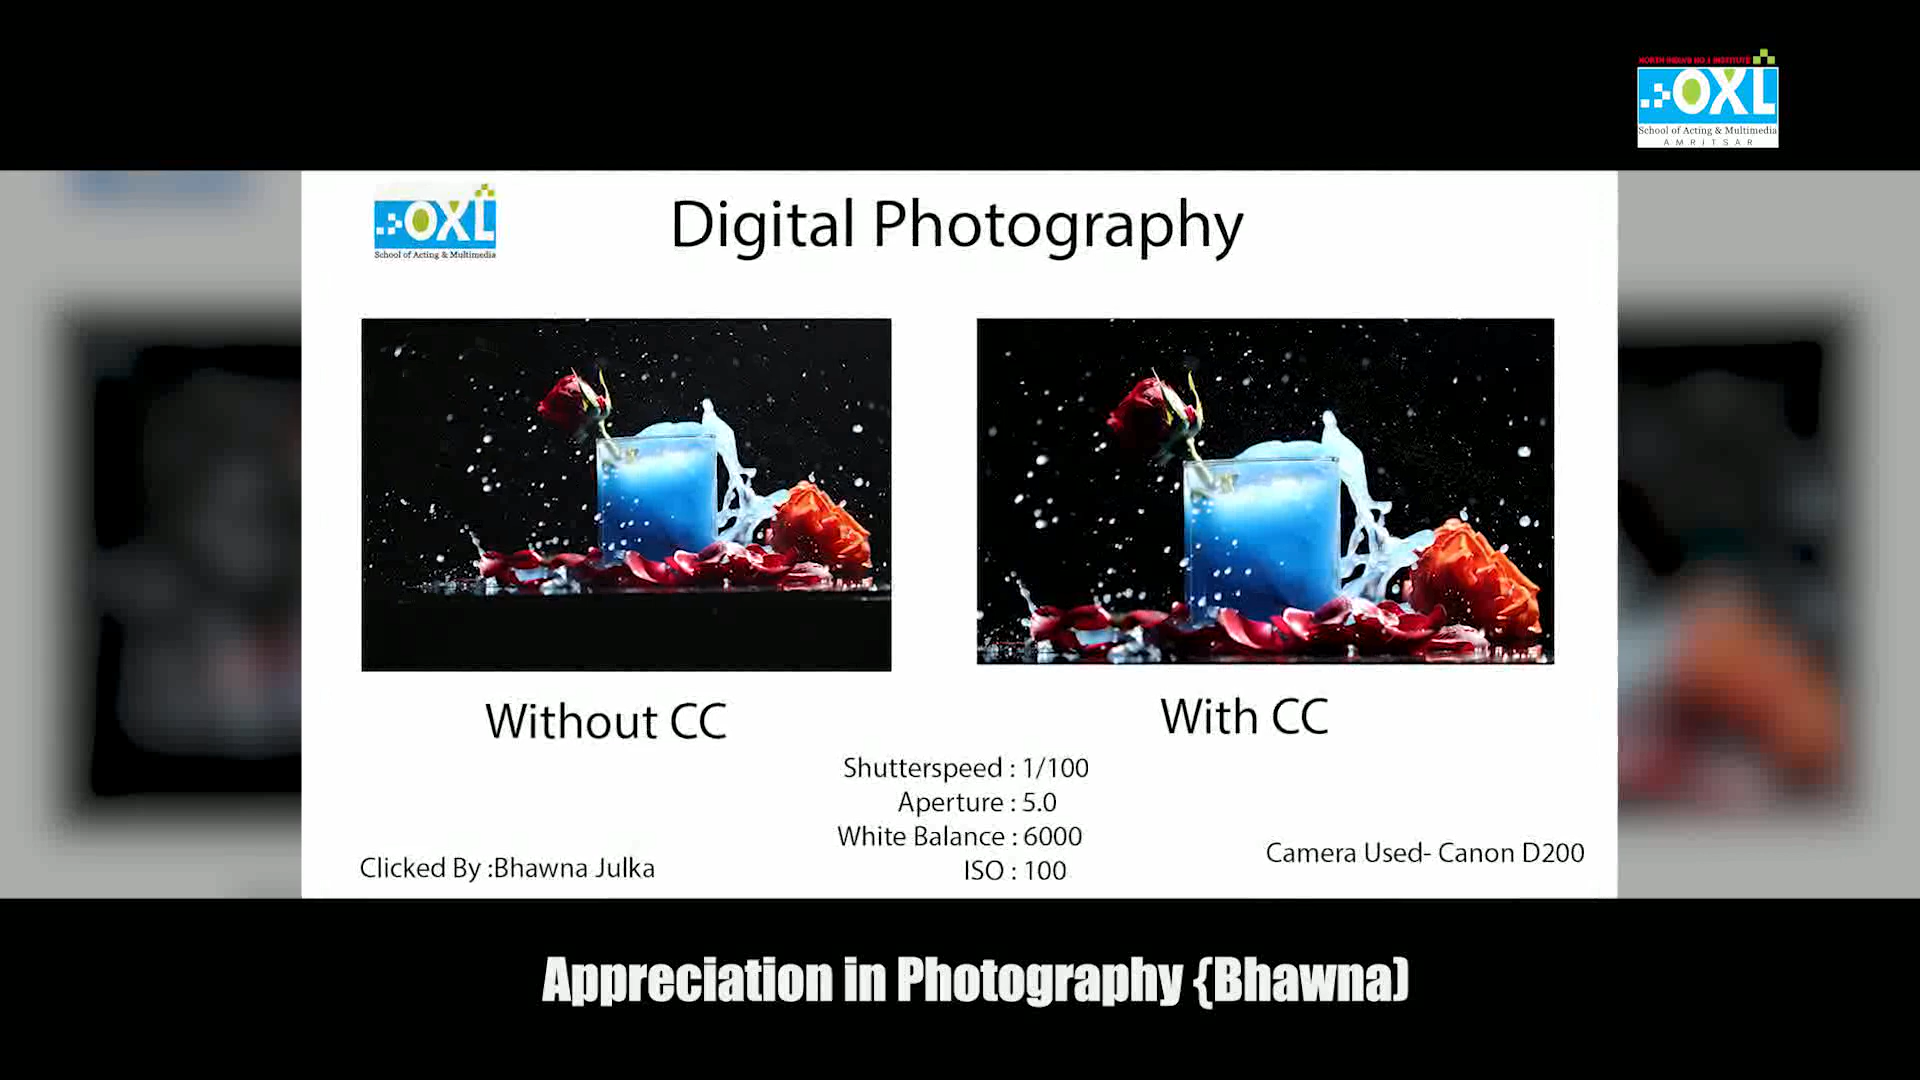 NORTH INDIA'S NO 1 INSTITUTE
OXL
School of Acting & Multimedia
AMRITSAR
OXL
School of Acting & Multimedia
Digital Photography
Without CC
With CC
Shutterspeed : 1/100
Aperture : 5.0
White Balance : 6000
ISO : 100
Clicked By :Bhawna Julka
Camera Used- Canon D200
Appreciation in Photography {Bhawna)